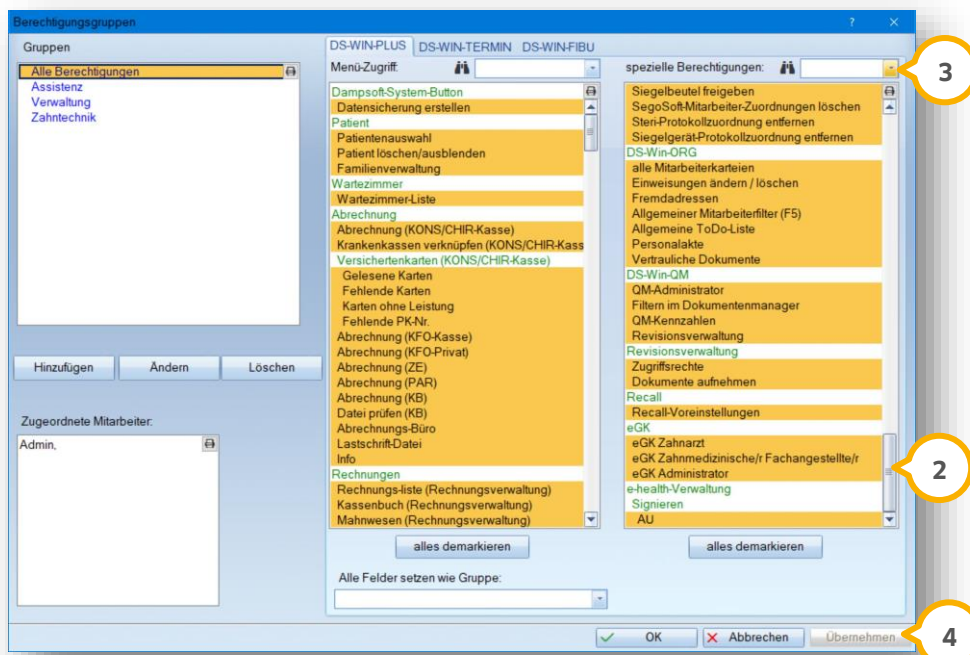 Berechtigungsgruppen
Gruppen
Alle Berechtigungen
Assistenz
Verwaltung
Zahntechnik
Hinzufügen Ändern Löschen
Zugeordnete Mitarbeiter:
Admin,
DS-WIN-PLUS DS-WIN-TERMIN DS-WIN-FIBU
Menü-Zugriff:
Dampsoft-System-Button
Datensicherung erstellen
Patient
Patientenauswahl
Patient löschen/ausblenden
Familienverwaltung
Wartezimmer
Wartezimmer-Liste
Abrechnung
Abrechnung (KONS/CHIR-Kasse)
Krankenkassen verknüpfen (KONS/CHIR-Kass
Versichertenkarten (KONS/CHIR-Kasse)
Gelesene Karten
Fehlende Karten
Karten ohne Leistung
Fehlende PK-Nr.
Abrechnung (KFO-Kasse)
Abrechnung (KFO-Privat)
Abrechnung (ZE)
Abrechnung (PAR)
Abrechnung (KB)
Datei prüfen (KB)
Abrechnungs-Büro
Lastschrift-Datei
Info
Rechnungen
Rechnungs-liste (Rechnungsverwaltung)
Kassenbuch (Rechnungsverwaltung)
Mahnwesen (Rechnungsverwaltung)
alles demarkieren
Alle Felder setzen wie Gruppe:
spezielle Berechtigungen:
3
Siegelbeutel freigeben
SegoSoft-Mitarbeiter-Zuordnungen löschen
Steri-Protokollzuordnung entfernen
Siegelgerät-Protokollzuordnung entfernen
DS-Win-ORG
alle Mitarbeiterkarteien
Einweisungen ändern / löschen
Fremdadressen
Allgemeiner Mitarbeiterfilter (F5)
Allgemeine ToDo-Liste
Personalakte
Vertrauliche Dokumente
DS-Win-QM
QM-Administrator
Filtern im Dokumentenmanager
QM-Kennzahlen
Revisionsverwaltung
Revisionsverwaltung
Zugriffsrechte
Dokumente aufnehmen
Recall
Recall-Voreinstellungen
eGK
eGK Zahnarzt
eGK Zahnmedizinische/r Fachangestellte/r
eGK Administrator
2
e-health-Verwaltung
Signieren
AU
alles demarkieren
OK Abbrechen Übernehmen
4